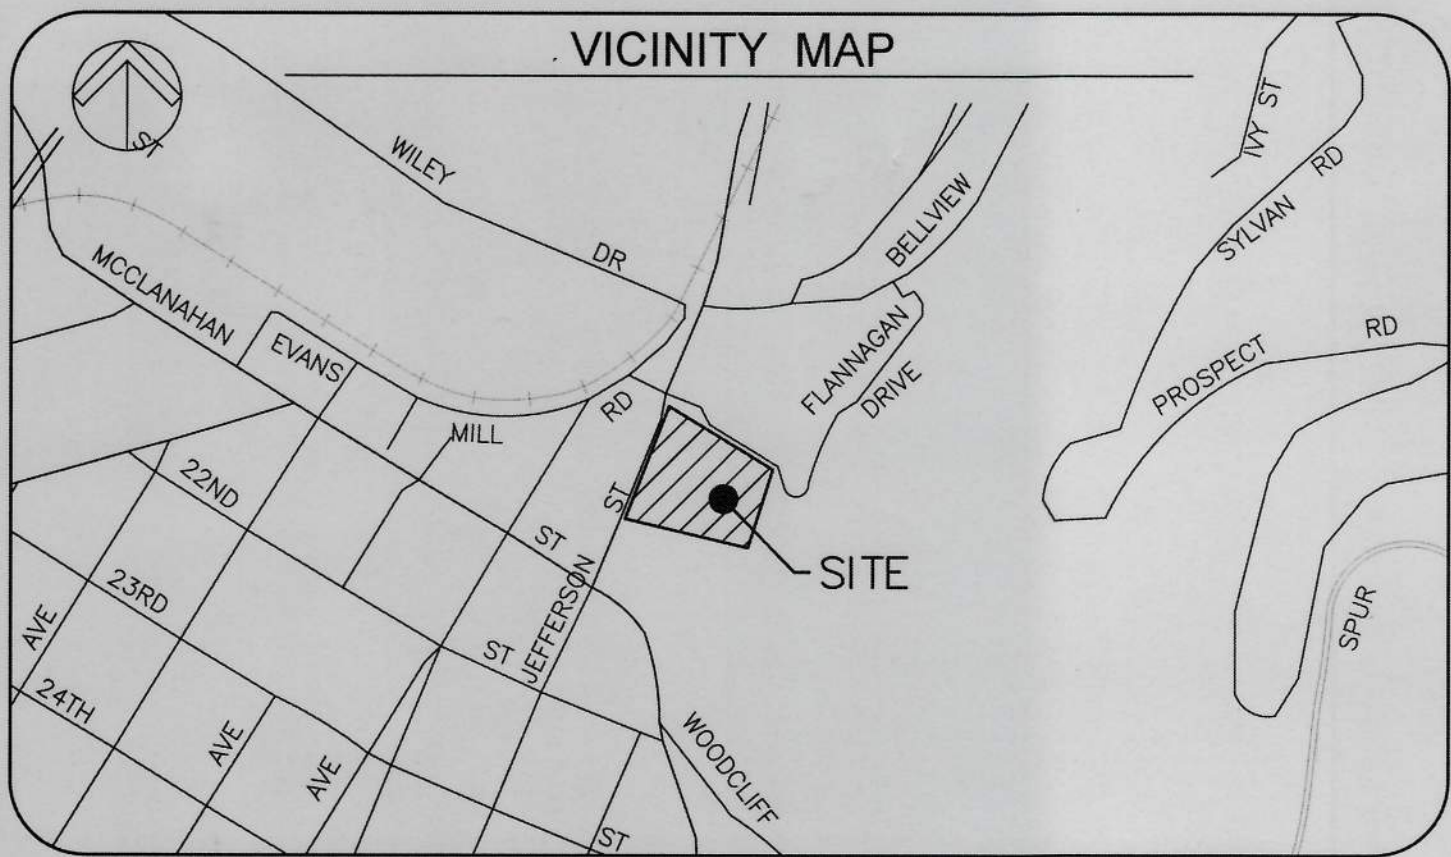 VICINITY MAP
ST
WILEY
DR
IVY ST
SYLVAN
RD
BELLVIEW
MCCLANAHAN
EVANS
FLANNAGAN
DRIVE
PROSPECT
RD
RD
MILL
22ND
ST
ST
SITE
23RD
ST
JEFFERSON
AVE
SPUR
24TH
AVE
AVE
WOODCLIFF
ST